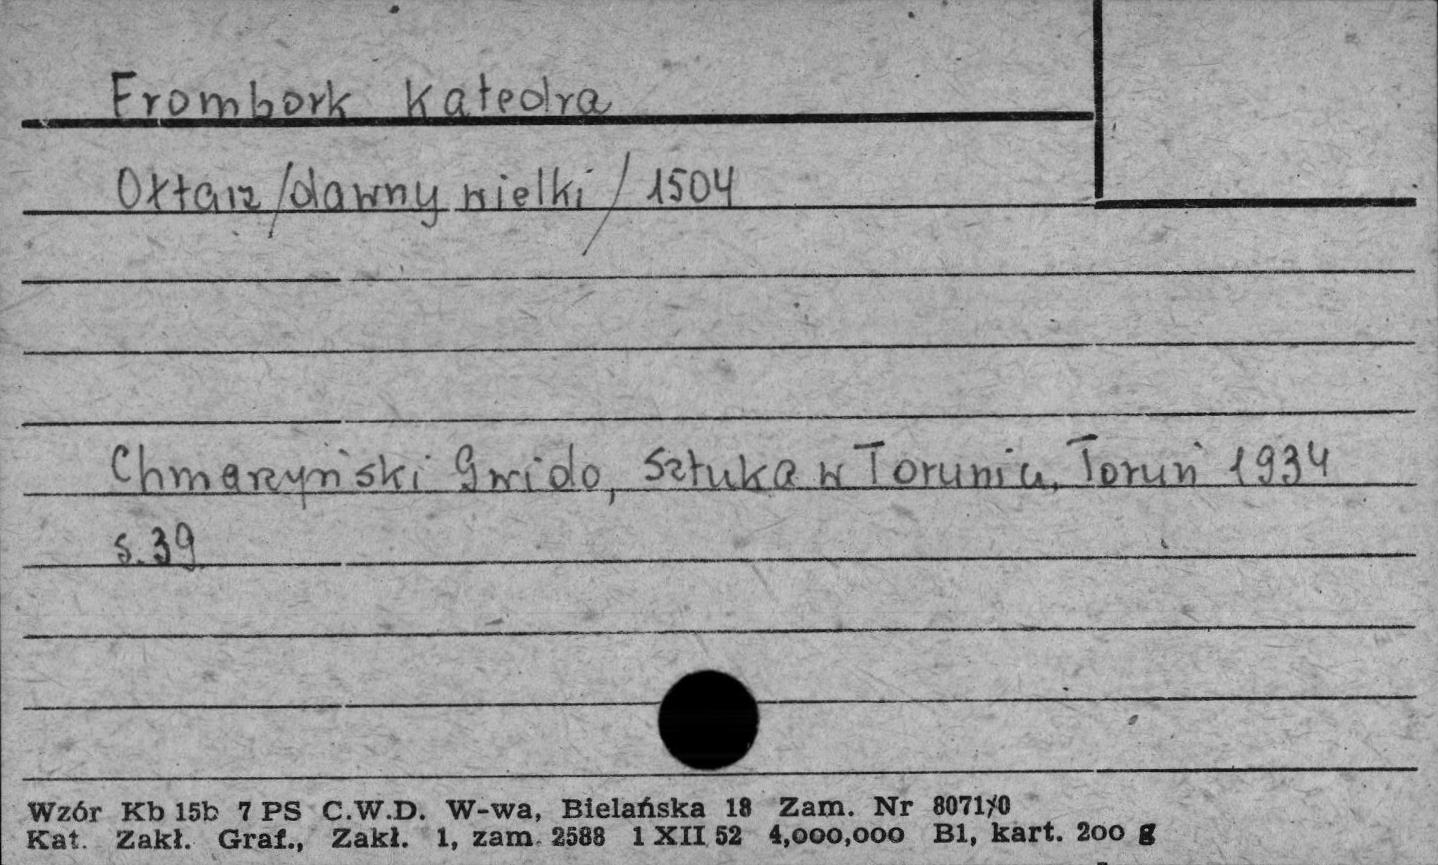 Frombork Katedra
Ołtarz /dawny wielki/ 1504
Chmarzyński Gwido, Sztuka w Toruniu, Toruń 1934
s. 39
Wzór Kb 15b 7 PS C.W.D. W-wa, Bielańska 18 Zam. Nr 8071/0
Kat. Zakł. Graf., Zakł. 1, zam. 2588 1 XII 52 4,000,000 B1, kart. 200 g